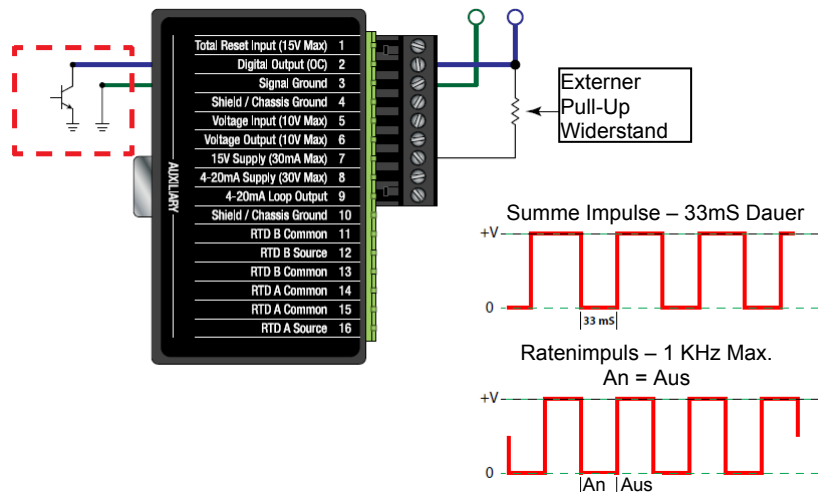 Total Reset Input (15V Max) 1
Digital Output (OC) 2
Signal Ground 3
Shield / Chassis Ground 4
Voltage Input (10V Max) 5
Voltage Output (10V Max) 6
15V Supply (30mA Max) 7
4-20mA Supply (30V Max) 8
4-20mA Loop Output 9
Shield / Chassis Ground 10
RTD B Common 11
RTD B Source 12
RTD B Common 13
RTD A Common 14
RTD A Common 15
RTD A Source 16
AUXILIARY
Externer
Pull-Up
Widerstand
Summe Impulse – 33mS Dauer
+V
0
33 mS
Ratenimpuls – 1 KHz Max.
An = Aus
+V
0
An Aus